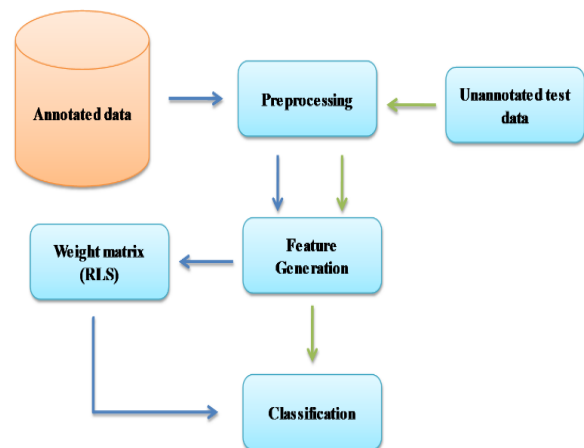 Annotated data
Preprocessing
Unannotated test
data
Weight matrix
(RLS)
Feature
Generation
Classification